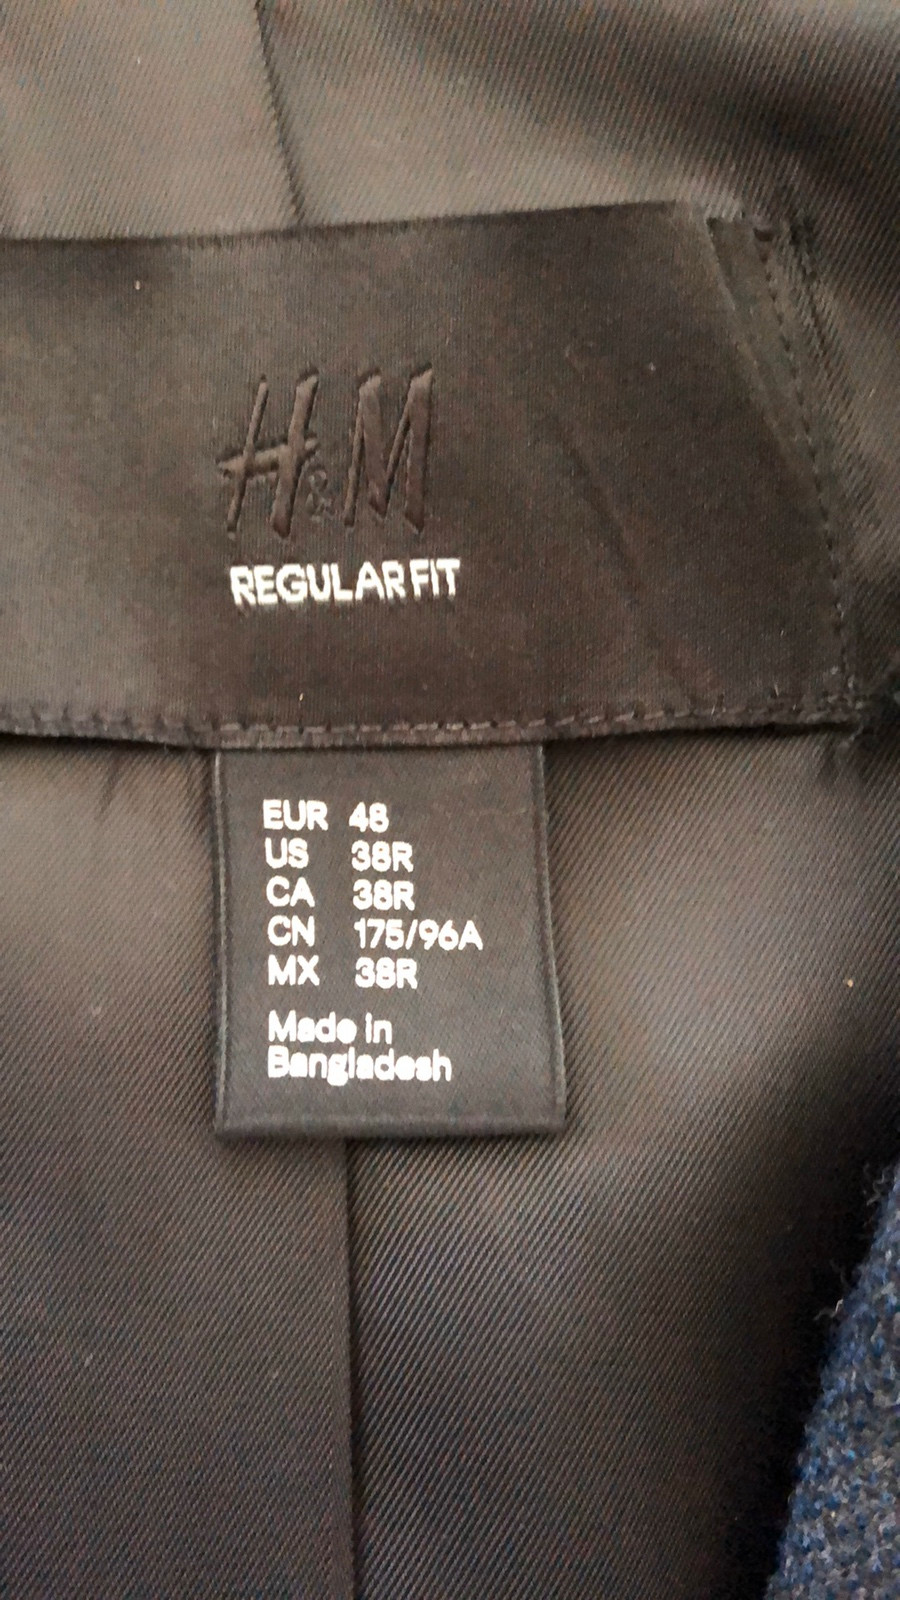 H&M
REGULAR FIT
EUR 48
US 38R
CA 38R
CN 175/96A
MX 38R
Made in
Bangladesh